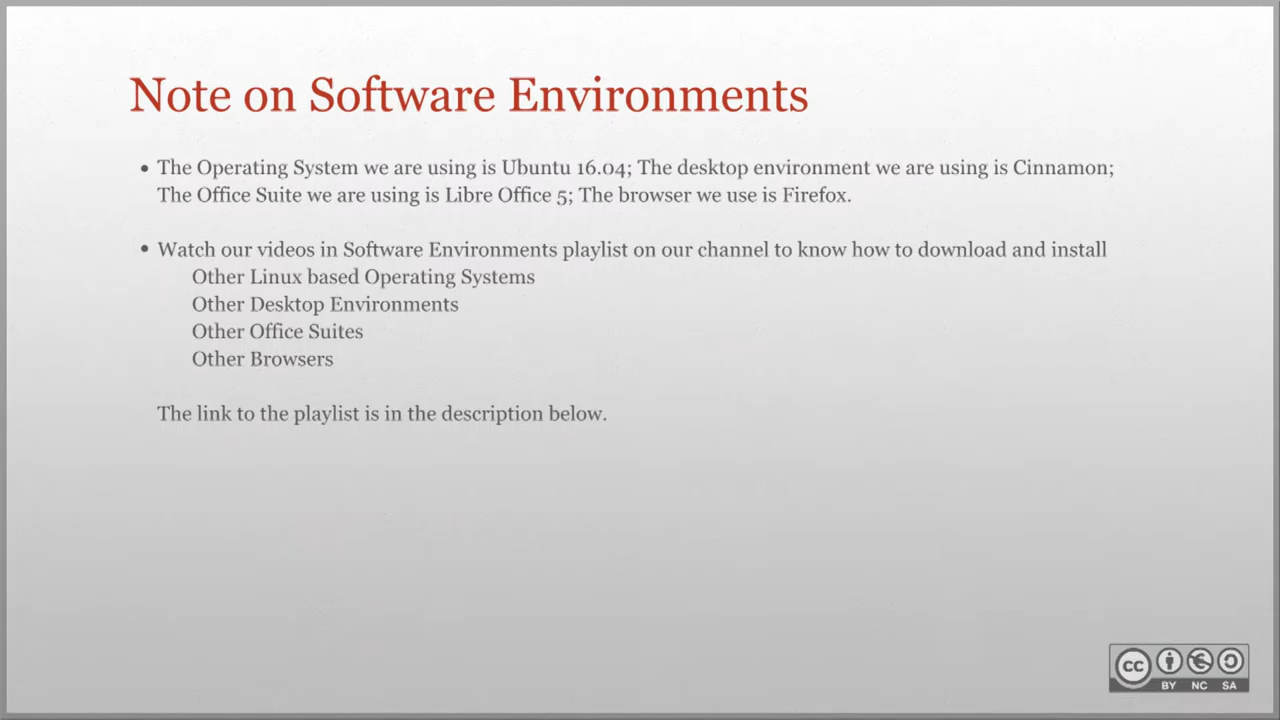 Note on Software Environments
• The Operating System we are using is Ubuntu 16.04; The desktop environment we are using is Cinnamon;
The Office Suite we are using is Libre Office 5; The browser we use is Firefox.
• Watch our videos in Software Environments playlist on our channel to know how to download and install
Other Linux based Operating Systems
Other Desktop Environments
Other Office Suites
Other Browsers
The link to the playlist is in the description below.
cc
BY NC SA